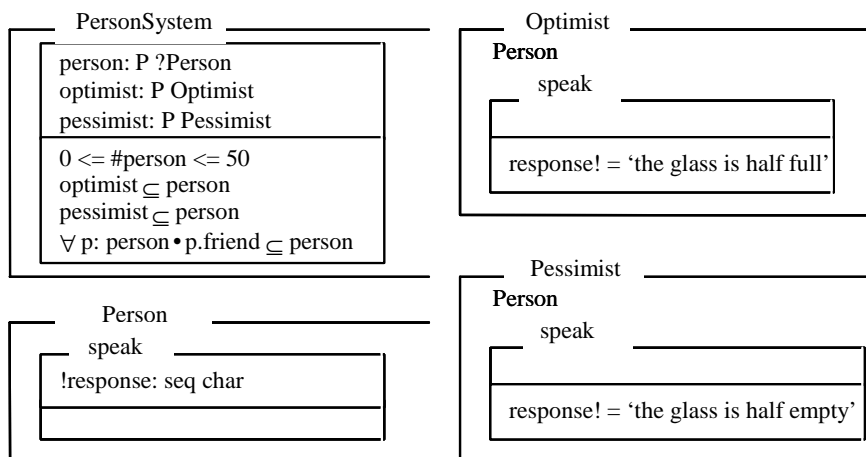 PersonSystem
person: P ?Person
optimist: P Optimist
pessimist: P Pessimist
0 <= #person <= 50
optimist ⊆ person
pessimist ⊆ person
∀ p: person • p.friend ⊆ person
Person
speak
!response: seq char
Optimist
Person
speak
response! = ‘the glass is half full’
Pessimist
Person
speak
response! = ‘the glass is half empty’